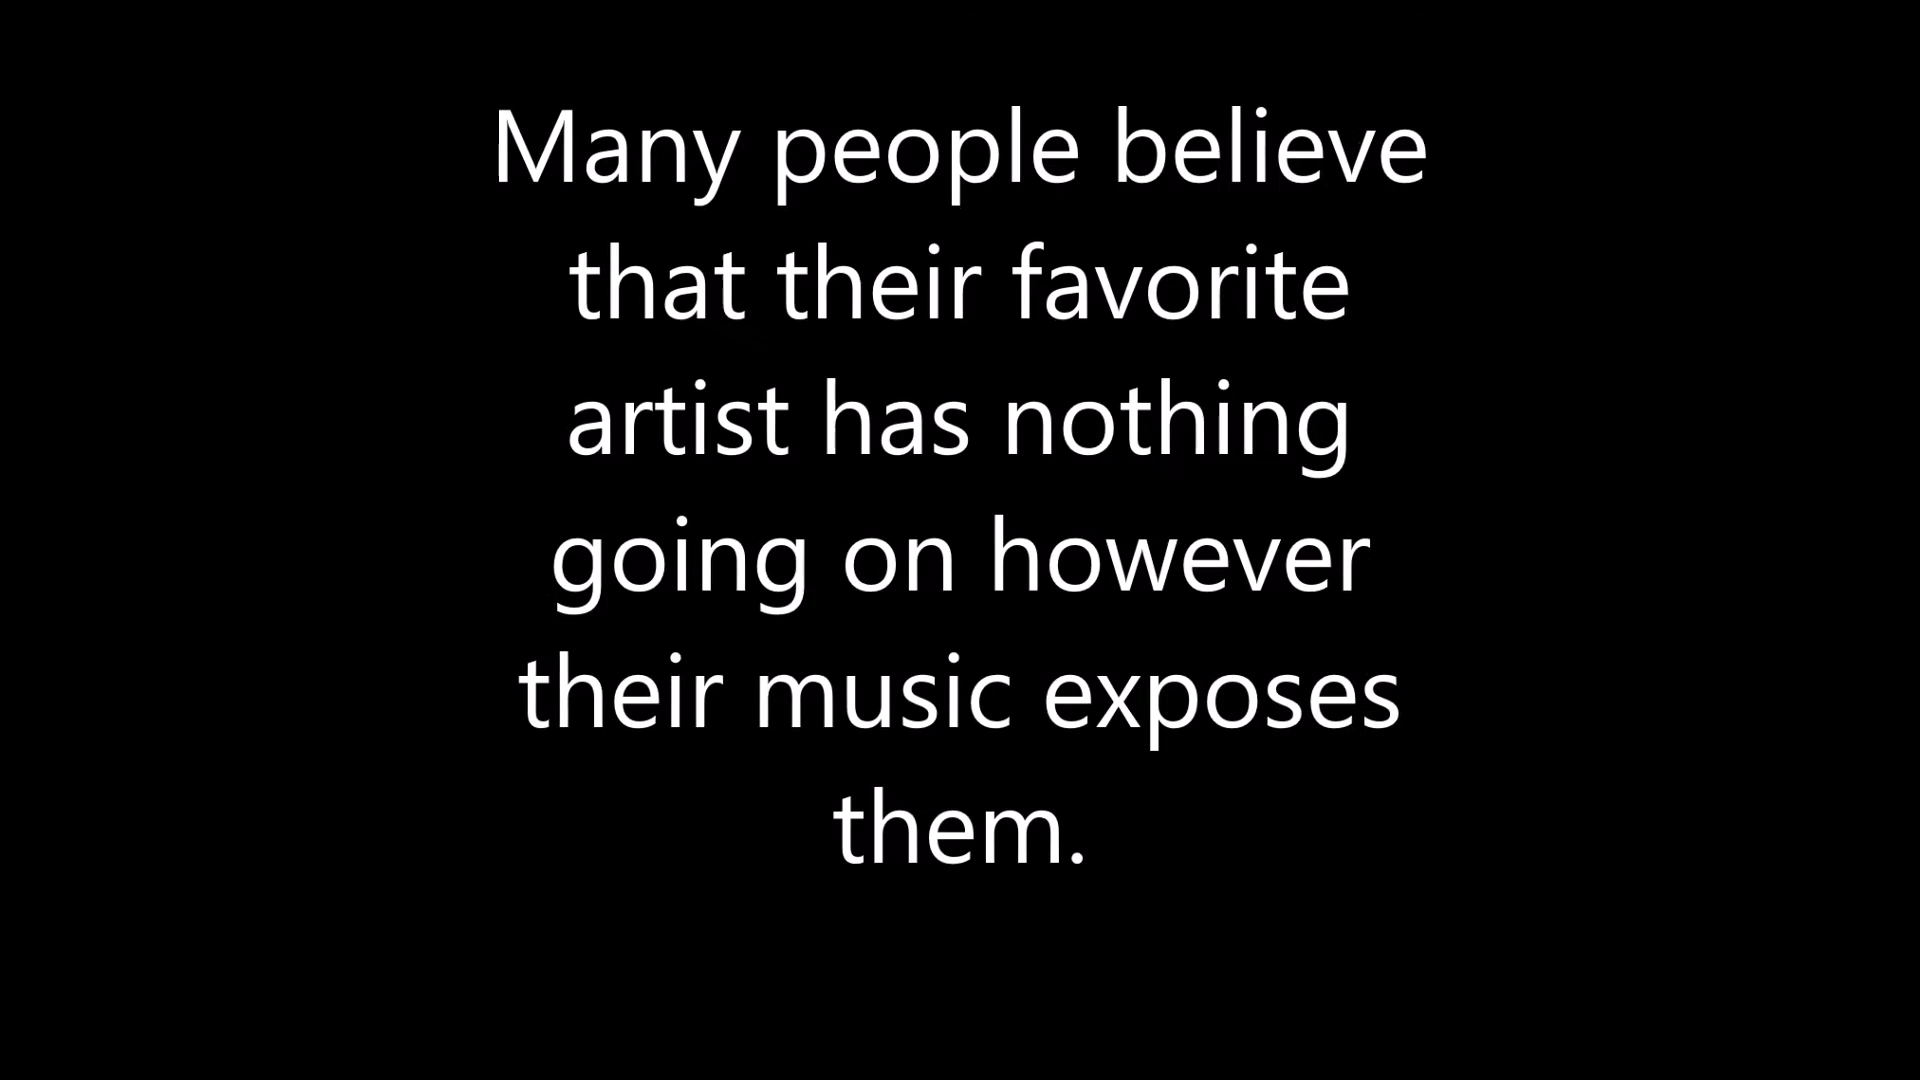 Many people believe
that their favorite
artist has nothing
going on however
their music exposes
them.